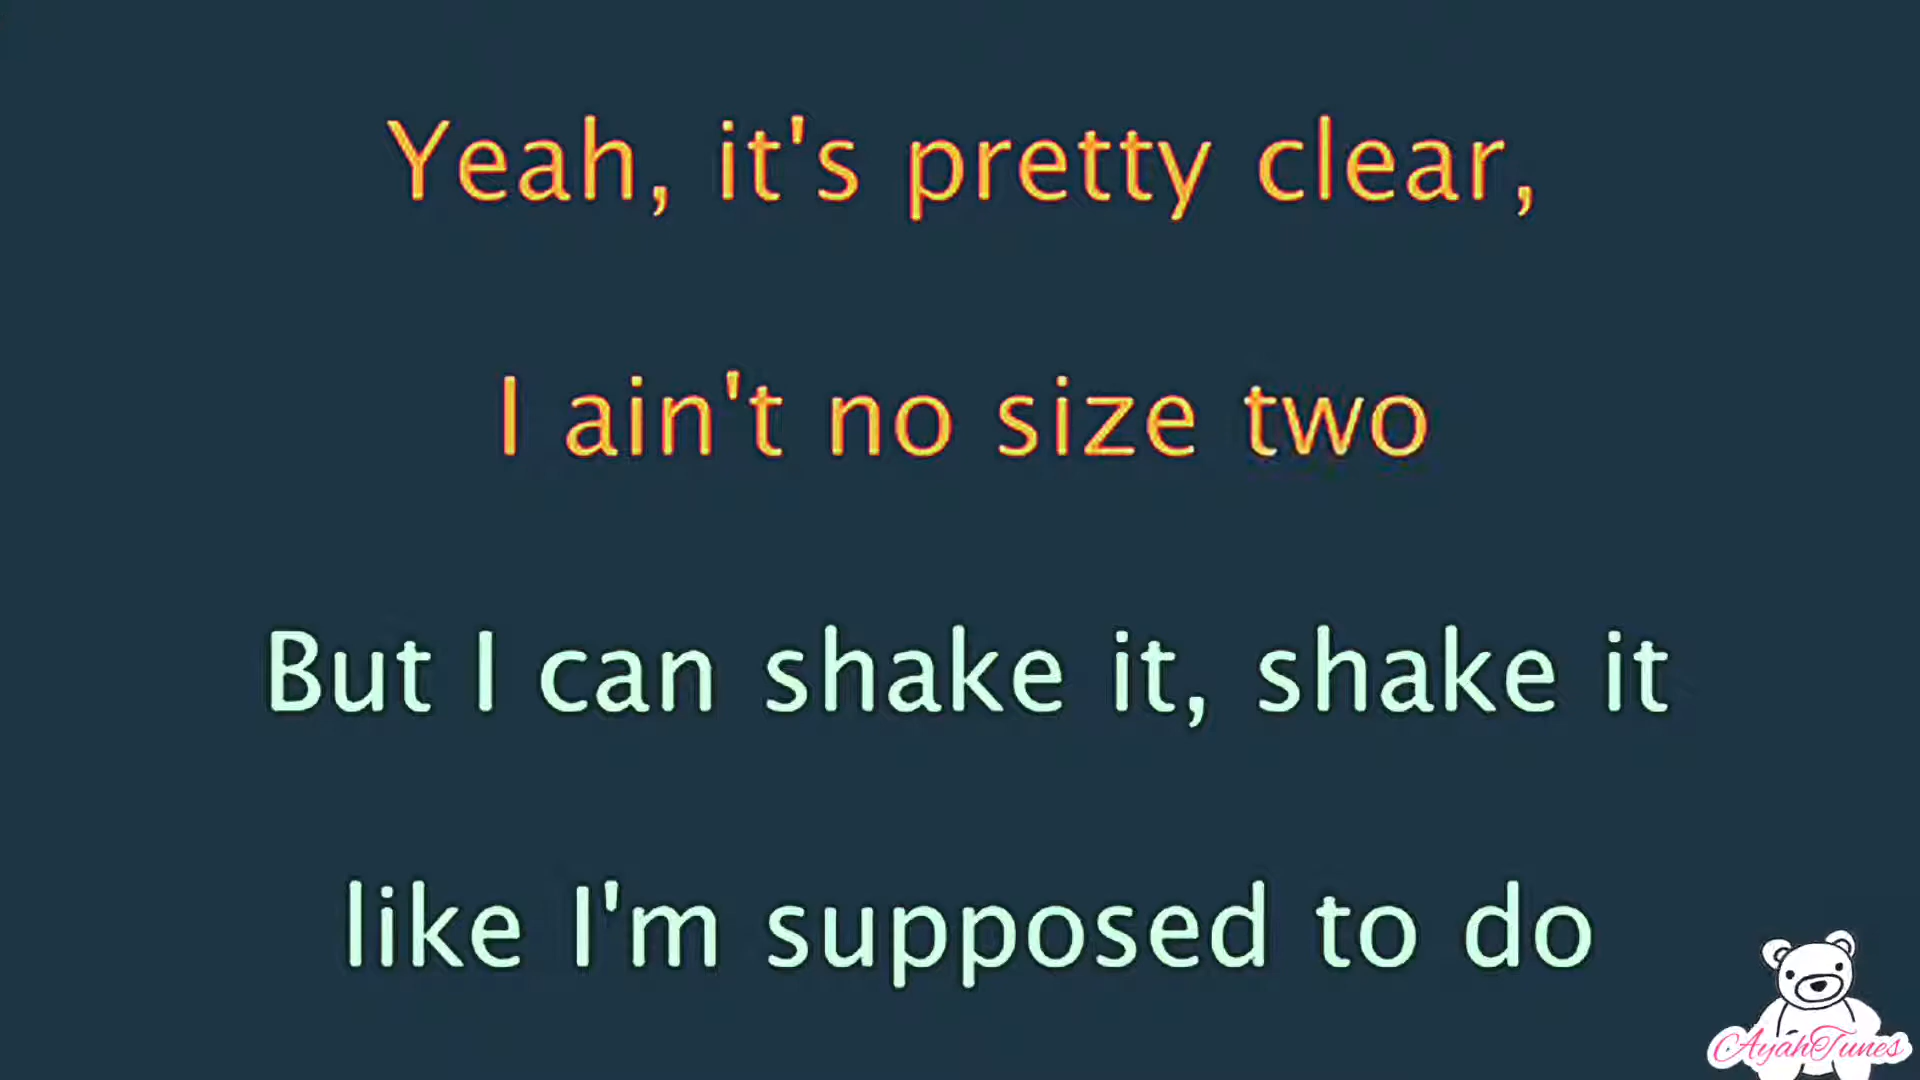 Yeah, it's pretty clear,
I ain't no size two
But I can shake it, shake it
like I'm supposed to do
AyahTunes